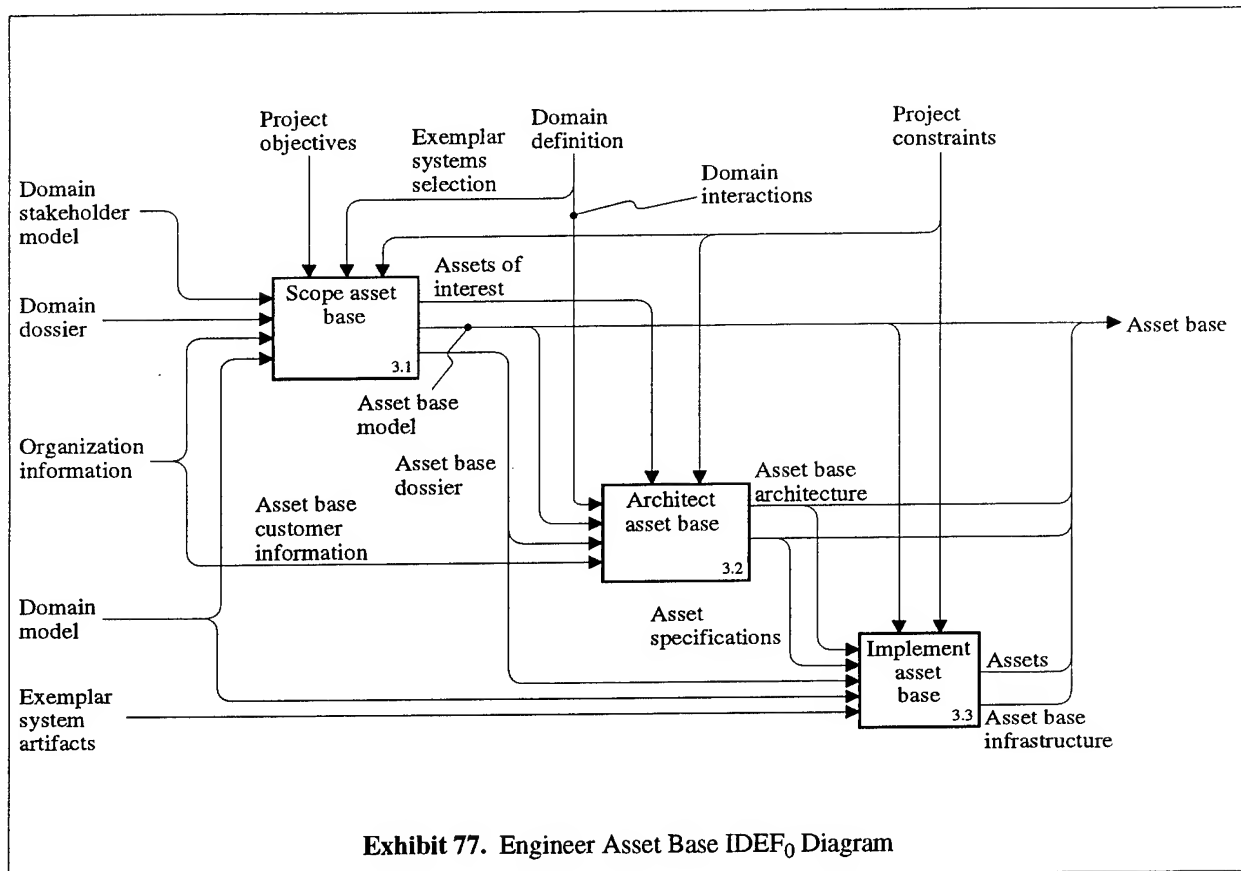 Project
objectives
Exemplar
systems
selection
Domain
definition
Project
constraints
Domain
interactions
Domain
stakeholder
model
Assets of
interest
Scope asset
base
3.1
Domain
dossier
Asset base
Asset base
model
Organization
information
Asset base
dossier
Asset base
architecture
Architect
asset base
3.2
Asset base
customer
information
Domain
model
Asset
specifications
Implement
asset
base
3.3
Assets
Exemplar
system
artifacts
Asset base
infrastructure
Exhibit 77. Engineer Asset Base IDEF0 Diagram